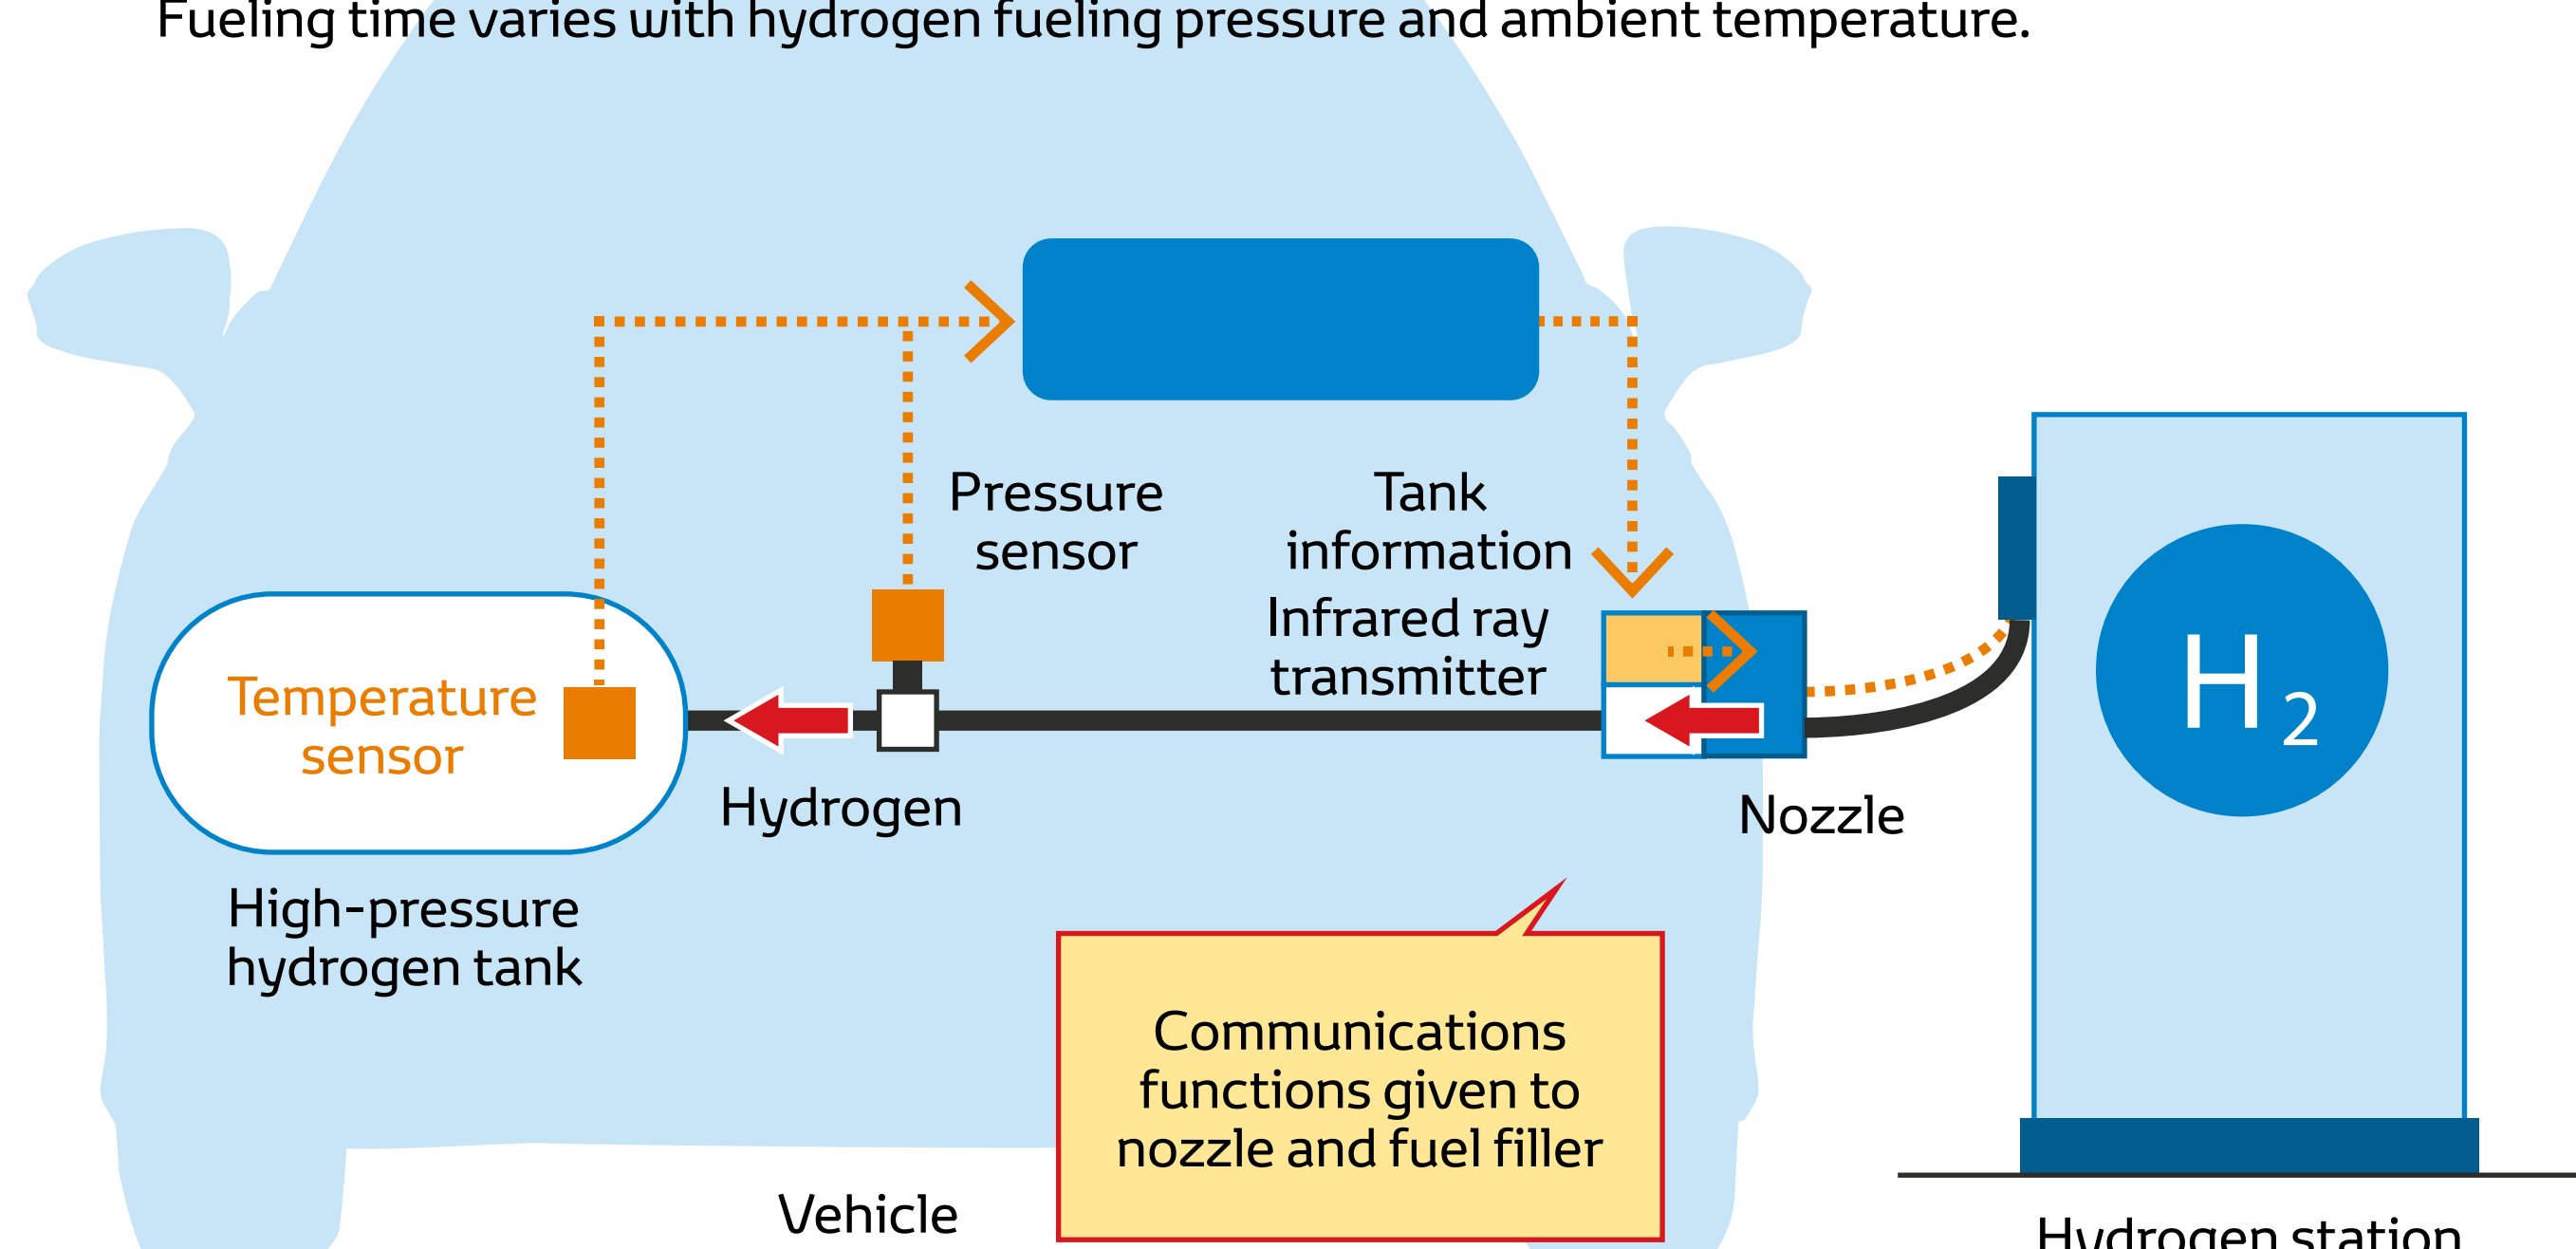 Fueling time varies with hydrogen fueling pressure and ambient temperature.
Pressure
sensor
Tank
information
Infrared ray
transmitter
Temperature
sensor
H2
Hydrogen
Nozzle
High-pressure
hydrogen tank
Communications
functions given to
nozzle and fuel filler
Vehicle
Hydrogen station